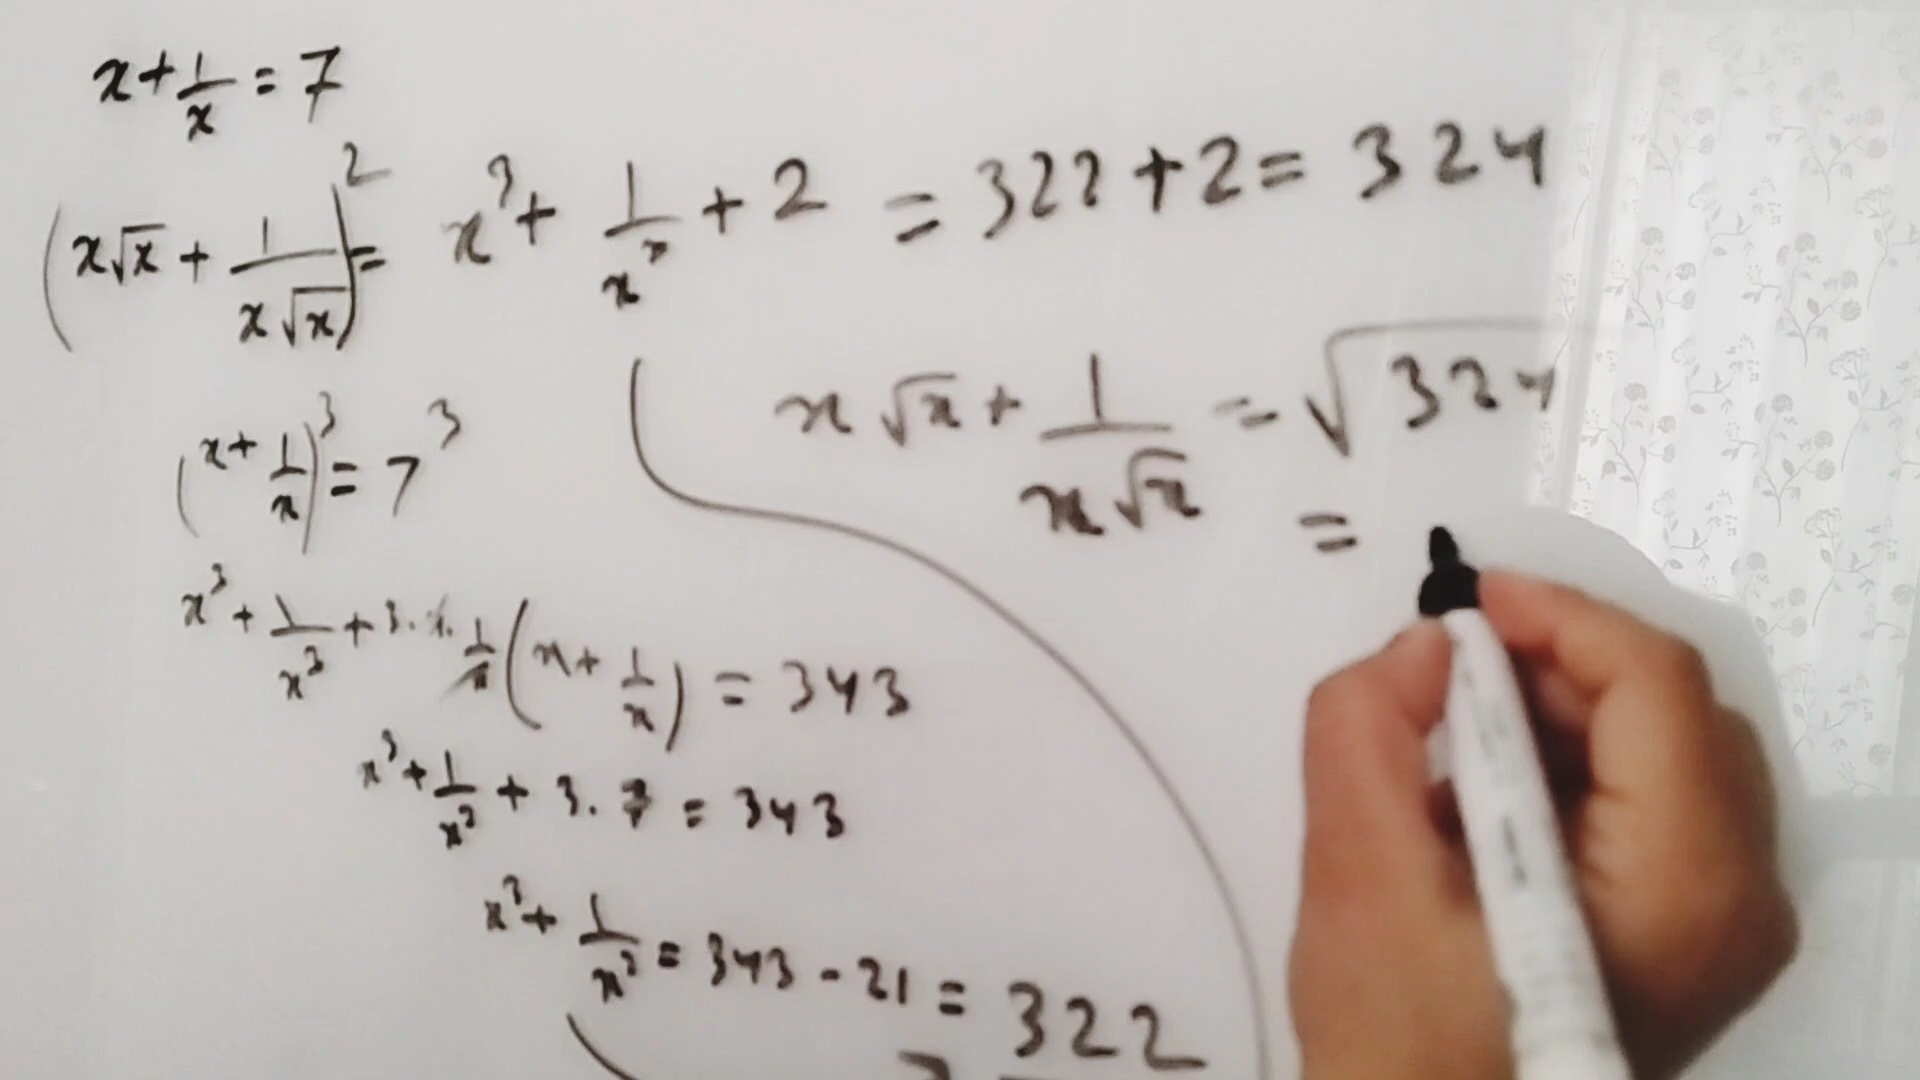 x + 1/x = 7
(x√x + 1/(x√x))² = x³ + 1/x³ + 2 = 322 + 2 = 324
x√x + 1/(x√x) = √324
=
(x + 1/x)³ = 7³
x³ + 1/x³ + 3 · x · 1/x (x + 1/x) = 343
x³ + 1/x³ + 3 · 7 = 343
x³ + 1/x³ = 343 - 21 = 322